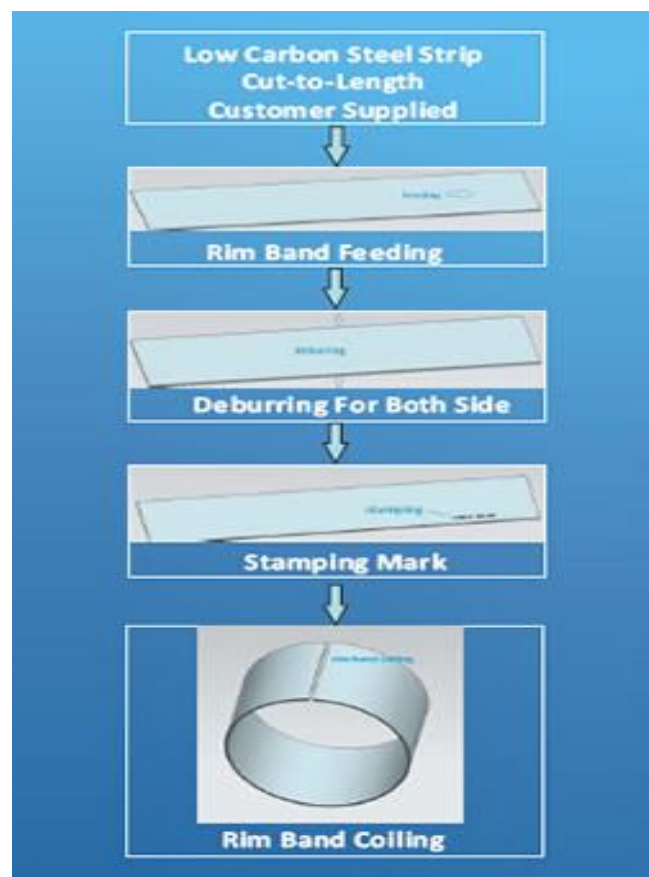 Low Carbon Steel Strip
Cut-to-Length
Customer Supplied
Rim Band Feeding
Deburring
Deburring For Both Side
stamping
Stamping Mark
Rim Band Coiling